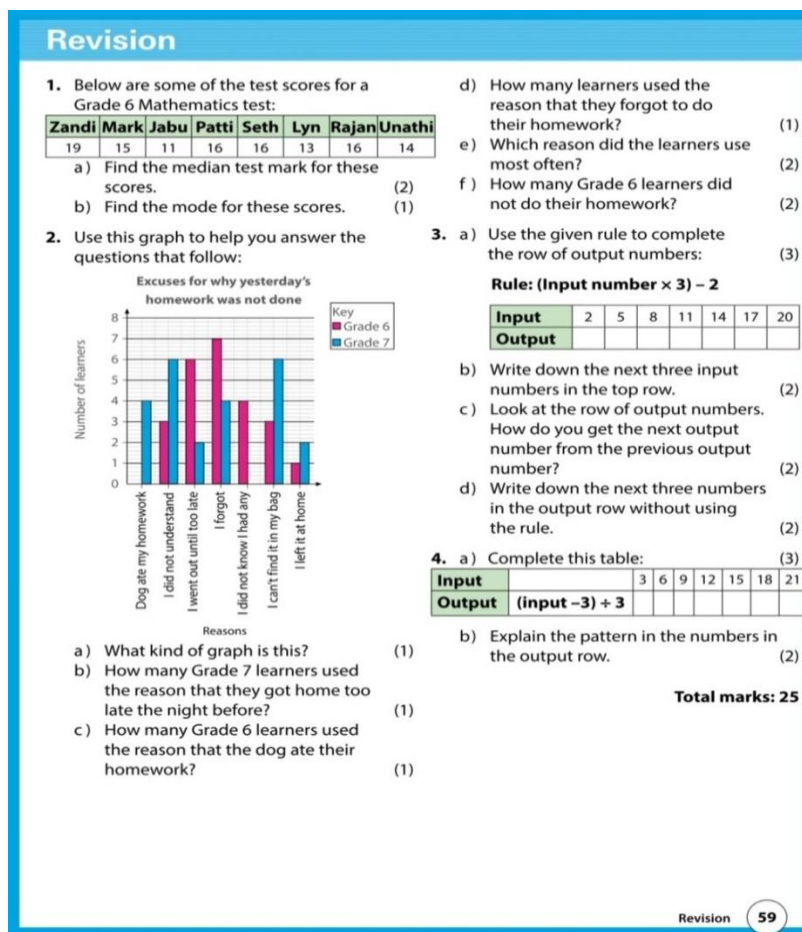 Revision
1. Below are some of the test scores for a
Grade 6 Mathematics test:
Zandi Mark Jabu Patti Seth Lyn Rajan Unathi
19 15 11 16 16 13 16 14
a) Find the median test mark for these
scores. (2)
b) Find the mode for these scores. (1)
2. Use this graph to help you answer the
questions that follow:
Excuses for why yesterday's
homework was not done
Key
Grade 6
Grade 7
Number of learners
8
7
6
5
4
3
2
1
0
Dog ate my homework
I did not understand
I went out until too late
I forgot
I did not know I had any
I can't find it in my bag
I left it at home
Reasons
a) What kind of graph is this? (1)
b) How many Grade 7 learners used
the reason that they got home too
late the night before? (1)
c) How many Grade 6 learners used
the reason that the dog ate their
homework? (1)
d) How many learners used the
reason that they forgot to do
their homework? (1)
e) Which reason did the learners use
most often? (2)
f) How many Grade 6 learners did
not do their homework? (2)
3. a) Use the given rule to complete
the row of output numbers: (3)
Rule: (Input number × 3) – 2
Input 2 5 8 11 14 17 20
Output
b) Write down the next three input
numbers in the top row. (2)
c) Look at the row of output numbers.
How do you get the next output
number from the previous output
number? (2)
d) Write down the next three numbers
in the output row without using
the rule. (2)
4. a) Complete this table: (3)
Input 3 6 9 12 15 18 21
Output (input –3) ÷ 3
b) Explain the pattern in the numbers in
the output row. (2)
Total marks: 25
Revision 59